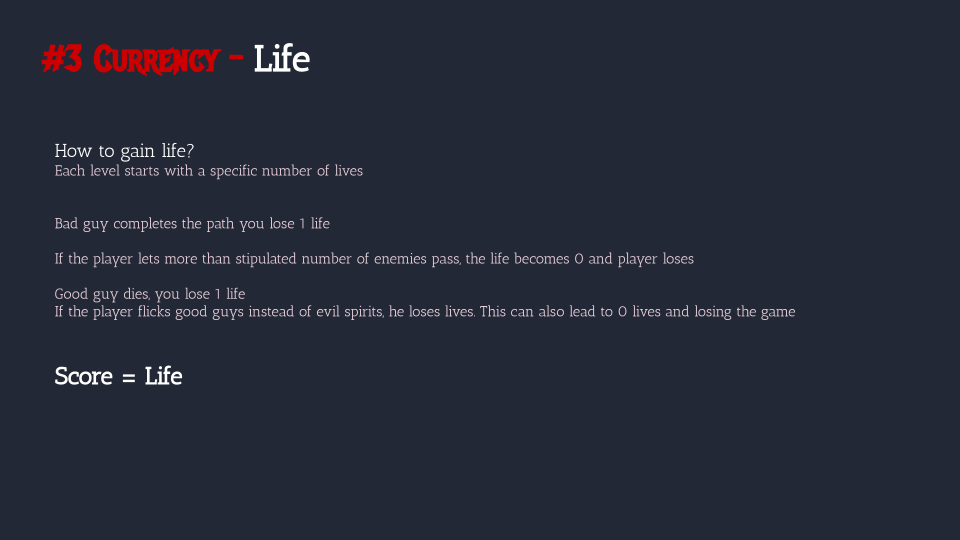 #3 Currency - Life
How to gain life?
Each level starts with a specific number of lives
Bad guy completes the path you lose 1 life
If the player lets more than stipulated number of enemies pass, the life becomes 0 and player loses
Good guy dies, you lose 1 life
If the player flicks good guys instead of evil spirits, he loses lives. This can also lead to 0 lives and losing the game
Score = Life